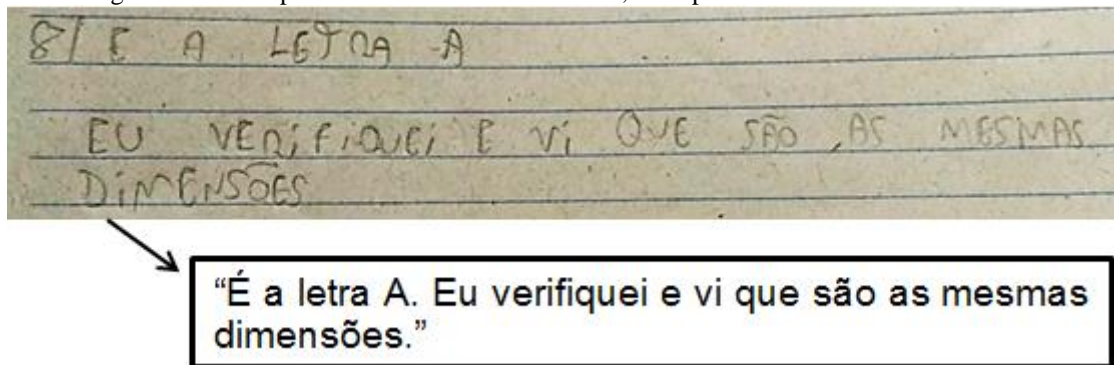 8/ E A LETRA A
EU VERIFIQUEI E Vi QUE SÃO AS MESMAS
DIMENSÕES
“É a letra A. Eu verifiquei e vi que são as mesmas
dimensões.”